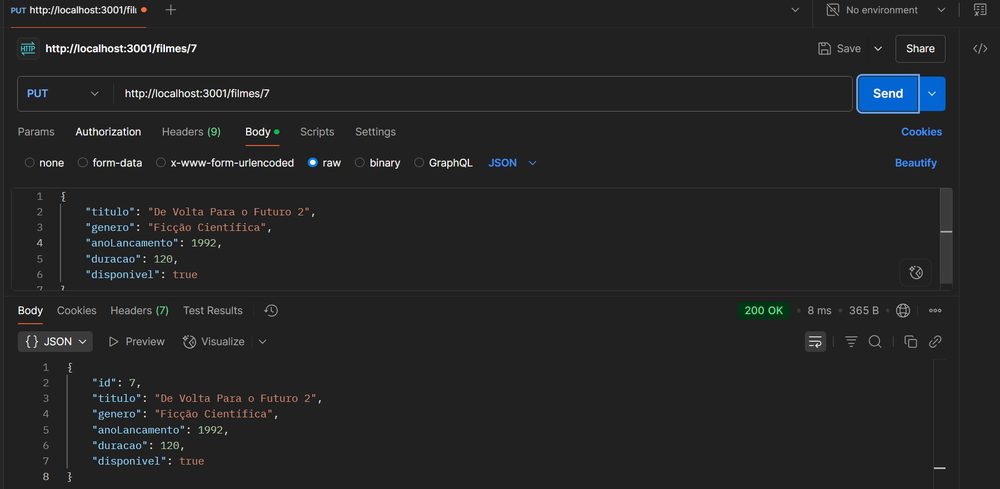 PUT http://localhost:3001/film
No environment
HTTP http://localhost:3001/filmes/7
Save
Share
PUT http://localhost:3001/filmes/7
Send
Params Authorization Headers (9) Body Scripts Settings Cookies
none form-data x-www-form-urlencoded raw binary GraphQL JSON Beautify
1 {
2 "titulo": "De Volta Para o Futuro 2",
3 "genero": "Ficção Científica",
4 "anoLancamento": 1992,
5 "duracao": 120,
6 "disponivel": true
7 }
Body Cookies Headers (7) Test Results 200 OK 8 ms 365 B
{} JSON Preview Visualize
1 {
2 "id": 7,
3 "titulo": "De Volta Para o Futuro 2",
4 "genero": "Ficção Científica",
5 "anoLancamento": 1992,
6 "duracao": 120,
7 "disponivel": true
8 }